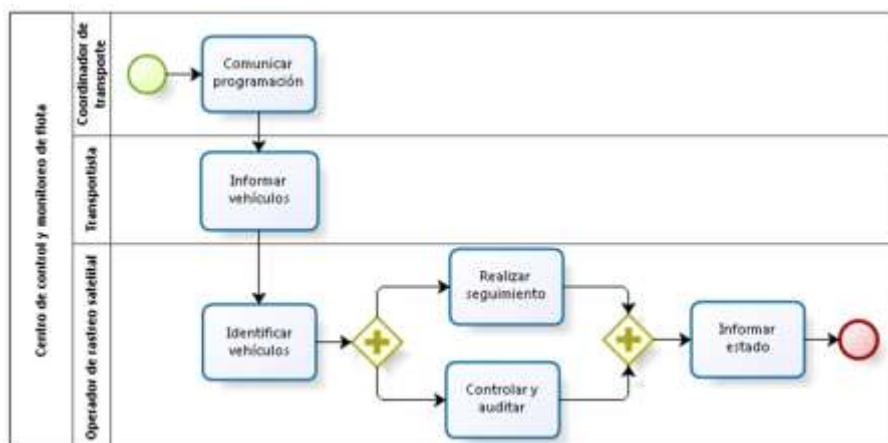 Centro de control y monitoreo de flota
Coordinador de
transporte
Comunicar
programación
Transportista
Informar
vehículos
Operador de rastreo satelital
Identificar
vehículos
Realizar
seguimiento
Controlar y
auditar
Informar
estado